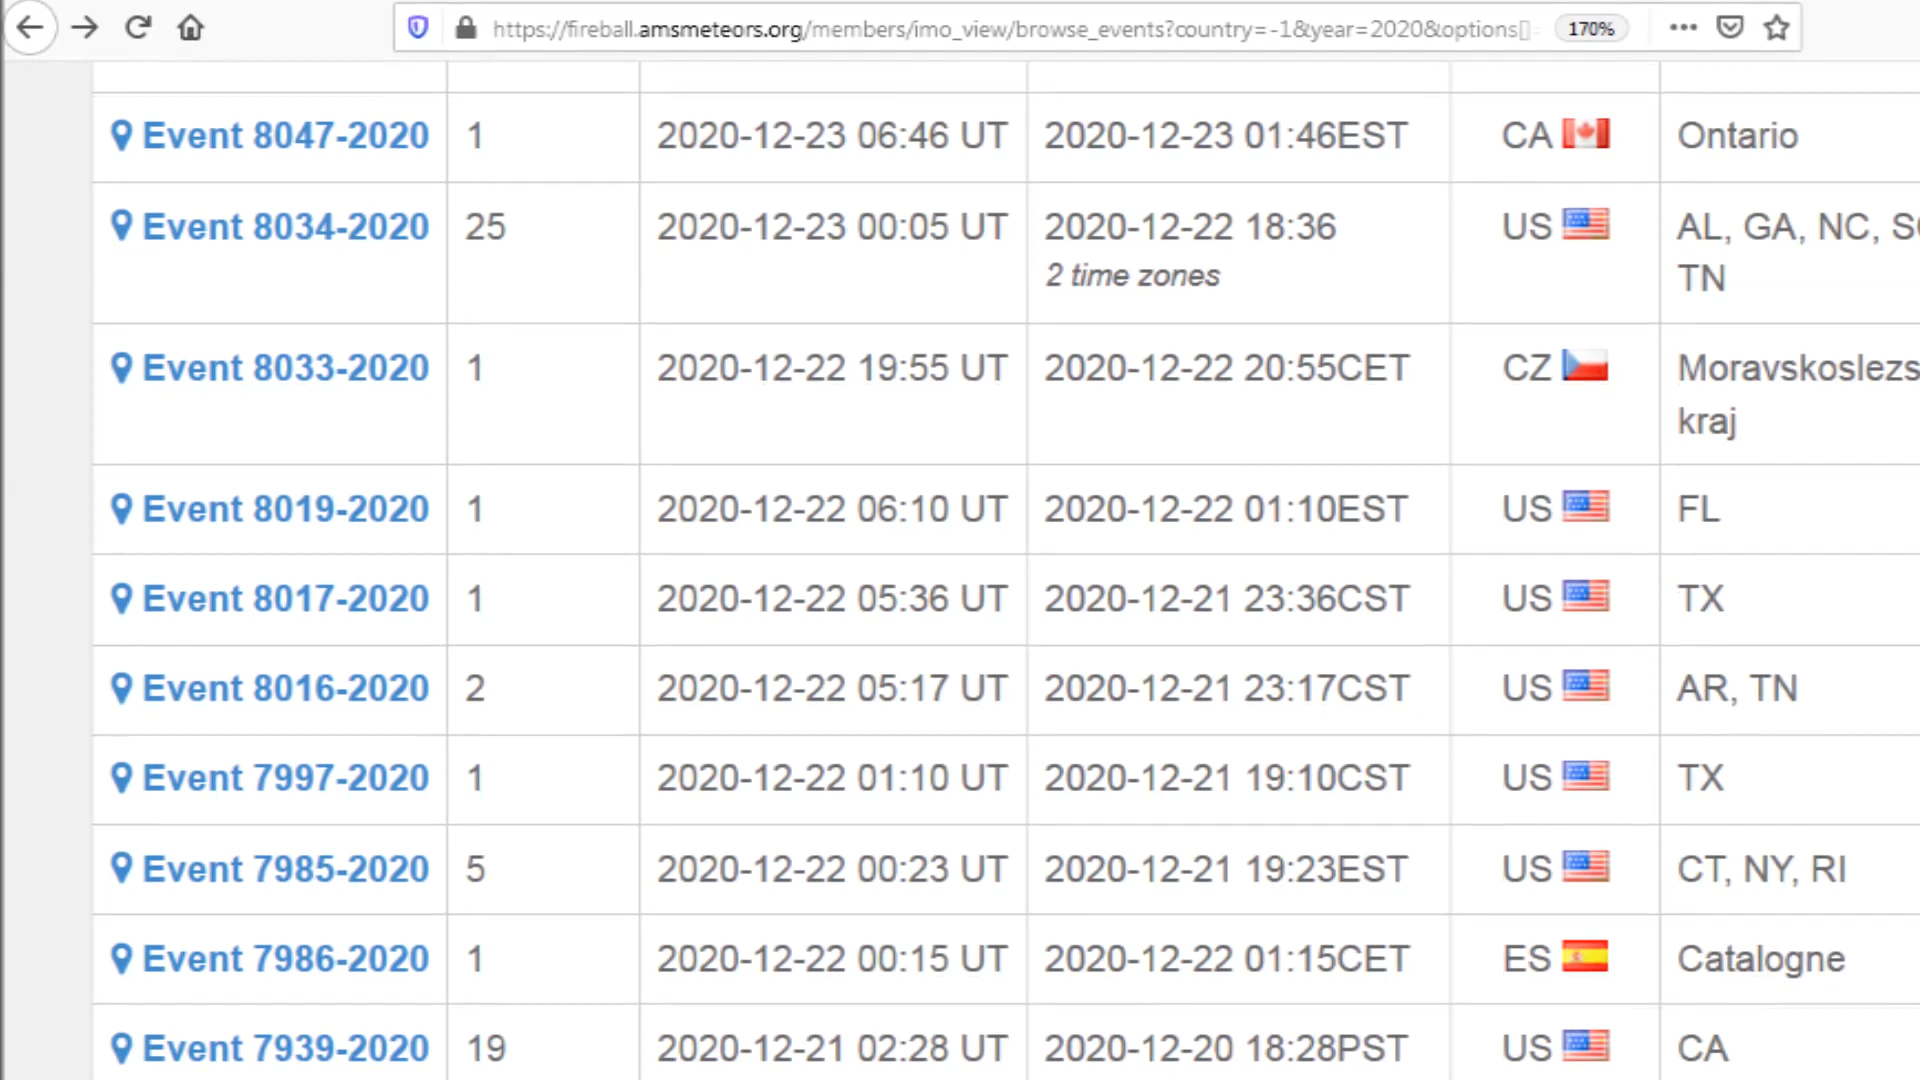 https://fireball.amsmeteors.org/members/imo_view/browse_events?country=-1&year=2020&options[]= 170%
Event 8047-2020 1 2020-12-23 06:46 UT 2020-12-23 01:46EST CA Ontario
Event 8034-2020 25 2020-12-23 00:05 UT 2020-12-22 18:36 US AL, GA, NC,
2 time zones TN
Event 8033-2020 1 2020-12-22 19:55 UT 2020-12-22 20:55CET CZ Moravskoslezs
kraj
Event 8019-2020 1 2020-12-22 06:10 UT 2020-12-22 01:10EST US FL
Event 8017-2020 1 2020-12-22 05:36 UT 2020-12-21 23:36CST US TX
Event 8016-2020 2 2020-12-22 05:17 UT 2020-12-21 23:17CST US AR, TN
Event 7997-2020 1 2020-12-22 01:10 UT 2020-12-21 19:10CST US TX
Event 7985-2020 5 2020-12-22 00:23 UT 2020-12-21 19:23EST US CT, NY, RI
Event 7986-2020 1 2020-12-22 00:15 UT 2020-12-22 01:15CET ES Catalogne
Event 7939-2020 19 2020-12-21 02:28 UT 2020-12-20 18:28PST US CA